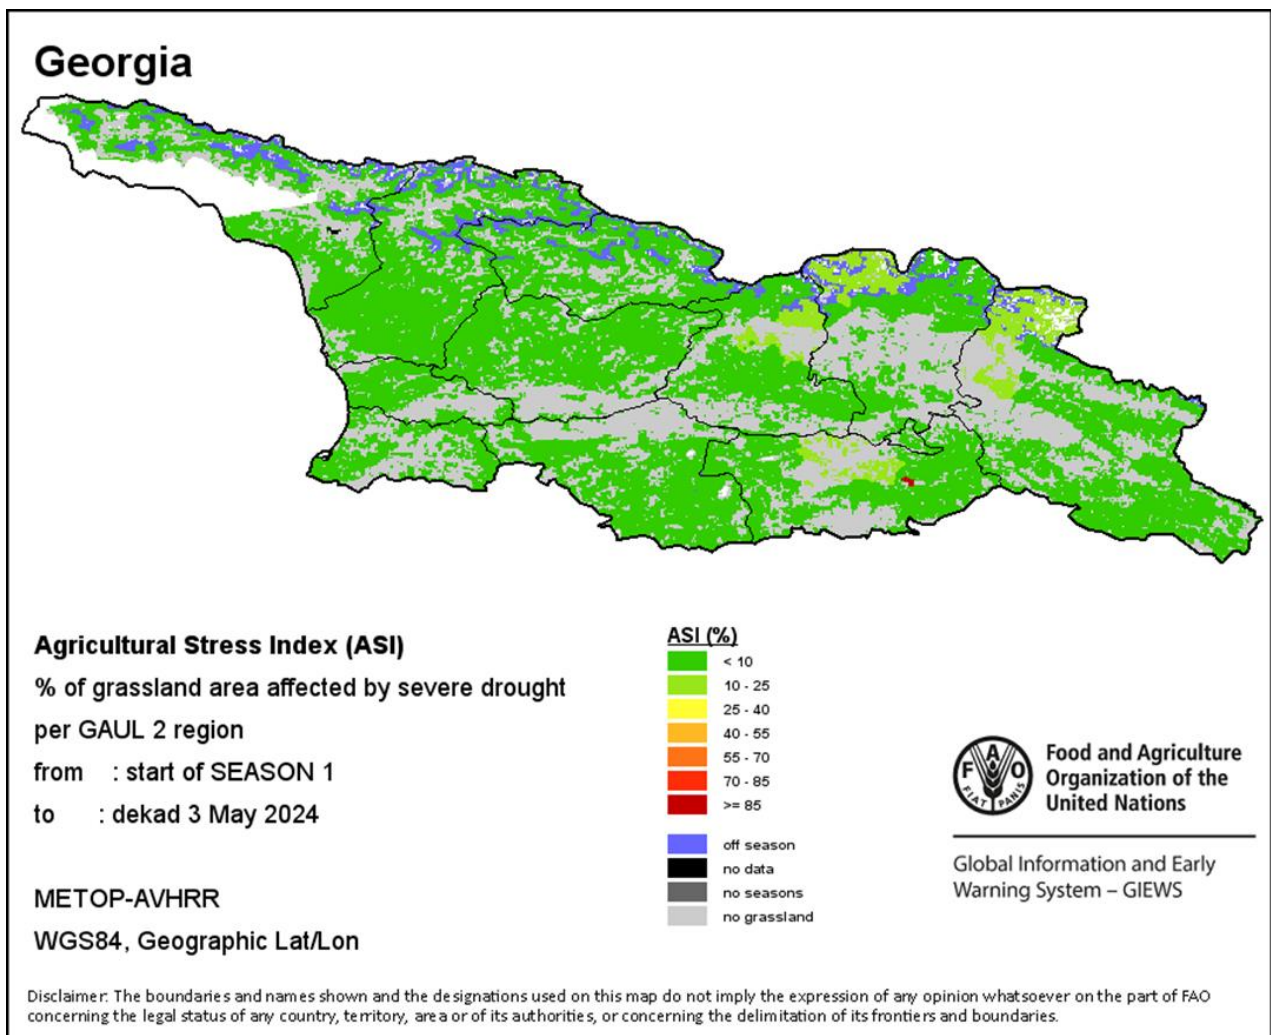 Georgia
Agricultural Stress Index (ASI)
% of grassland area affected by severe drought
per GAUL 2 region
from : start of SEASON 1
to : dekad 3 May 2024
METOP-AVHRR
WGS84, Geographic Lat/Lon
ASI (%)
< 10
10 - 25
25 - 40
40 - 55
55 - 70
70 - 85
>= 85
off season
no data
no seasons
no grassland
F A O
FIAT PANIS
Food and Agriculture
Organization of the
United Nations
Global Information and Early
Warning System – GIEWS
Disclaimer: The boundaries and names shown and the designations used on this map do not imply the expression of any opinion whatsoever on the part of FAO
concerning the legal status of any country, territory, area or of its authorities, or concerning the delimitation of its frontiers and boundaries.